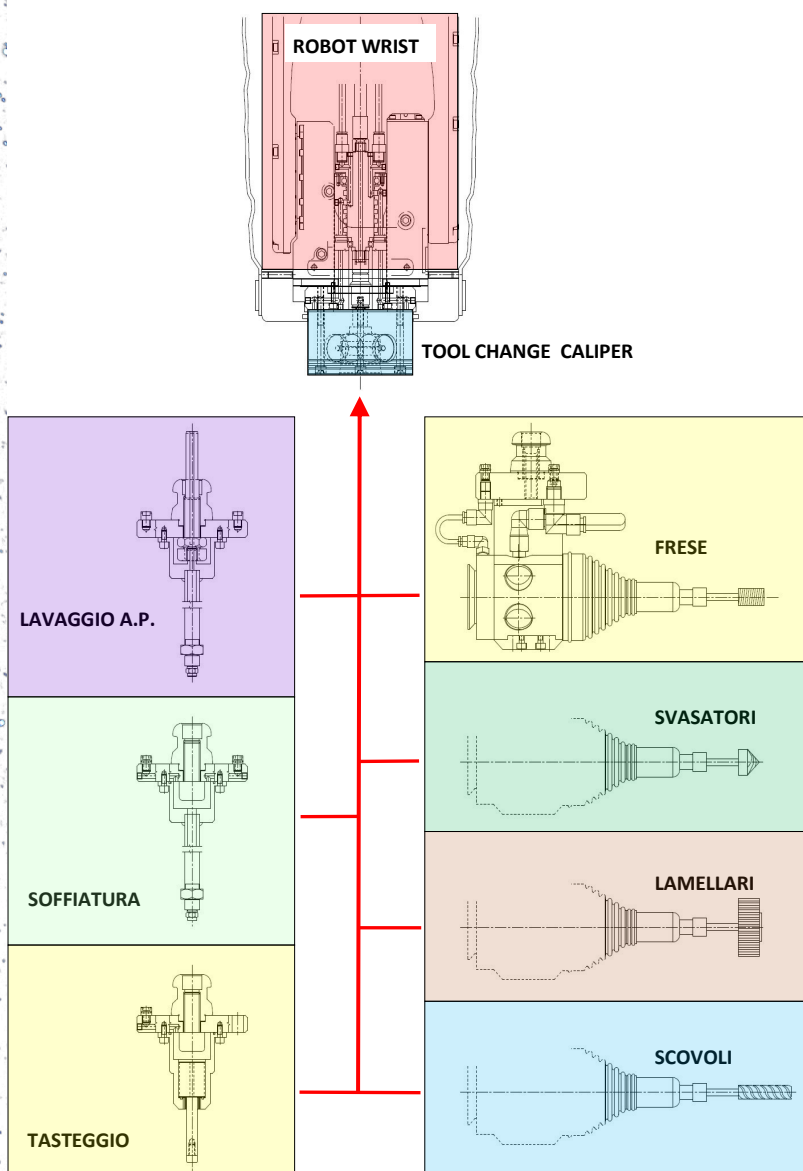 ROBOT WRIST
TOOL CHANGE CALIPER
LAVAGGIO A.P.
SOFFIATURA
TASTEGGIO
FRESE
SVASATORI
LAMELLARI
SCOVOLI